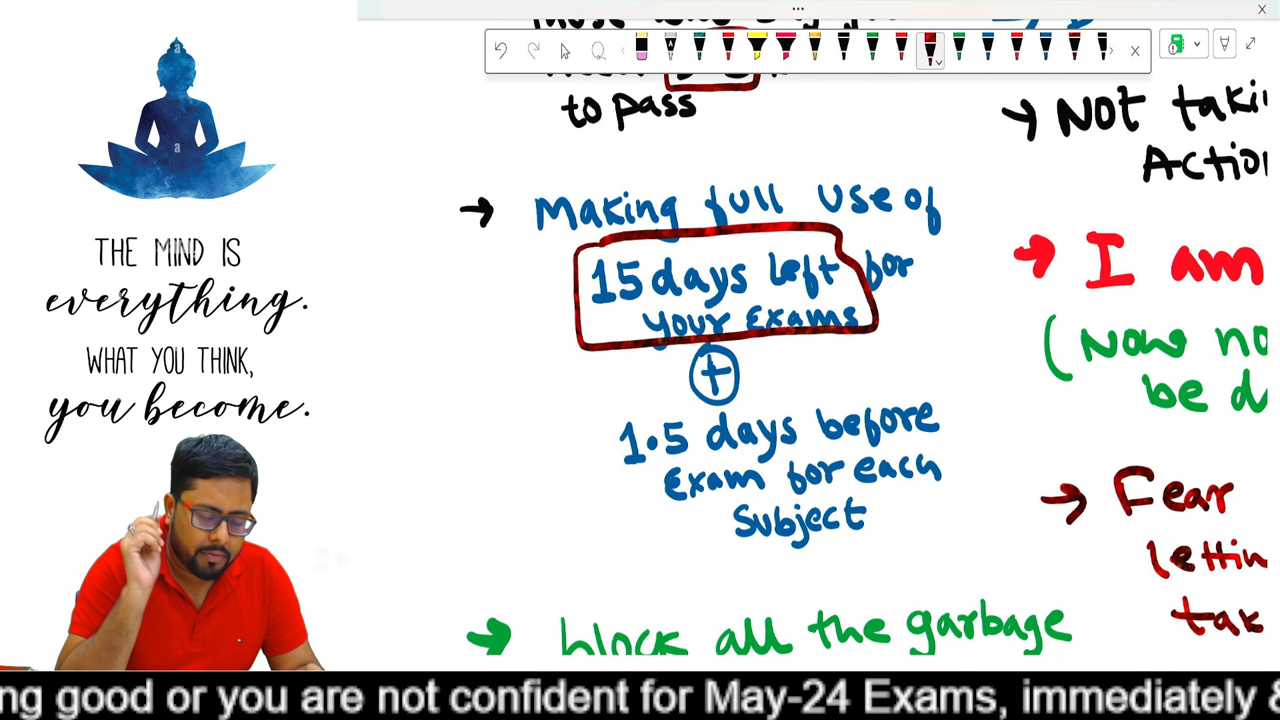 a
a
THE MIND IS
everything.
WHAT YOU THINK,
you become.
to pass
→ Making full use of
15 days left for
your Exams
+
1.5 days before
Exam for each
Subject
→ block all the garbage
→ NOT taki
Actio
→ I am
(Now no
be d
→ Fear
lettin
tak
ng good or you are not confident for May-24 Exams, immediately &